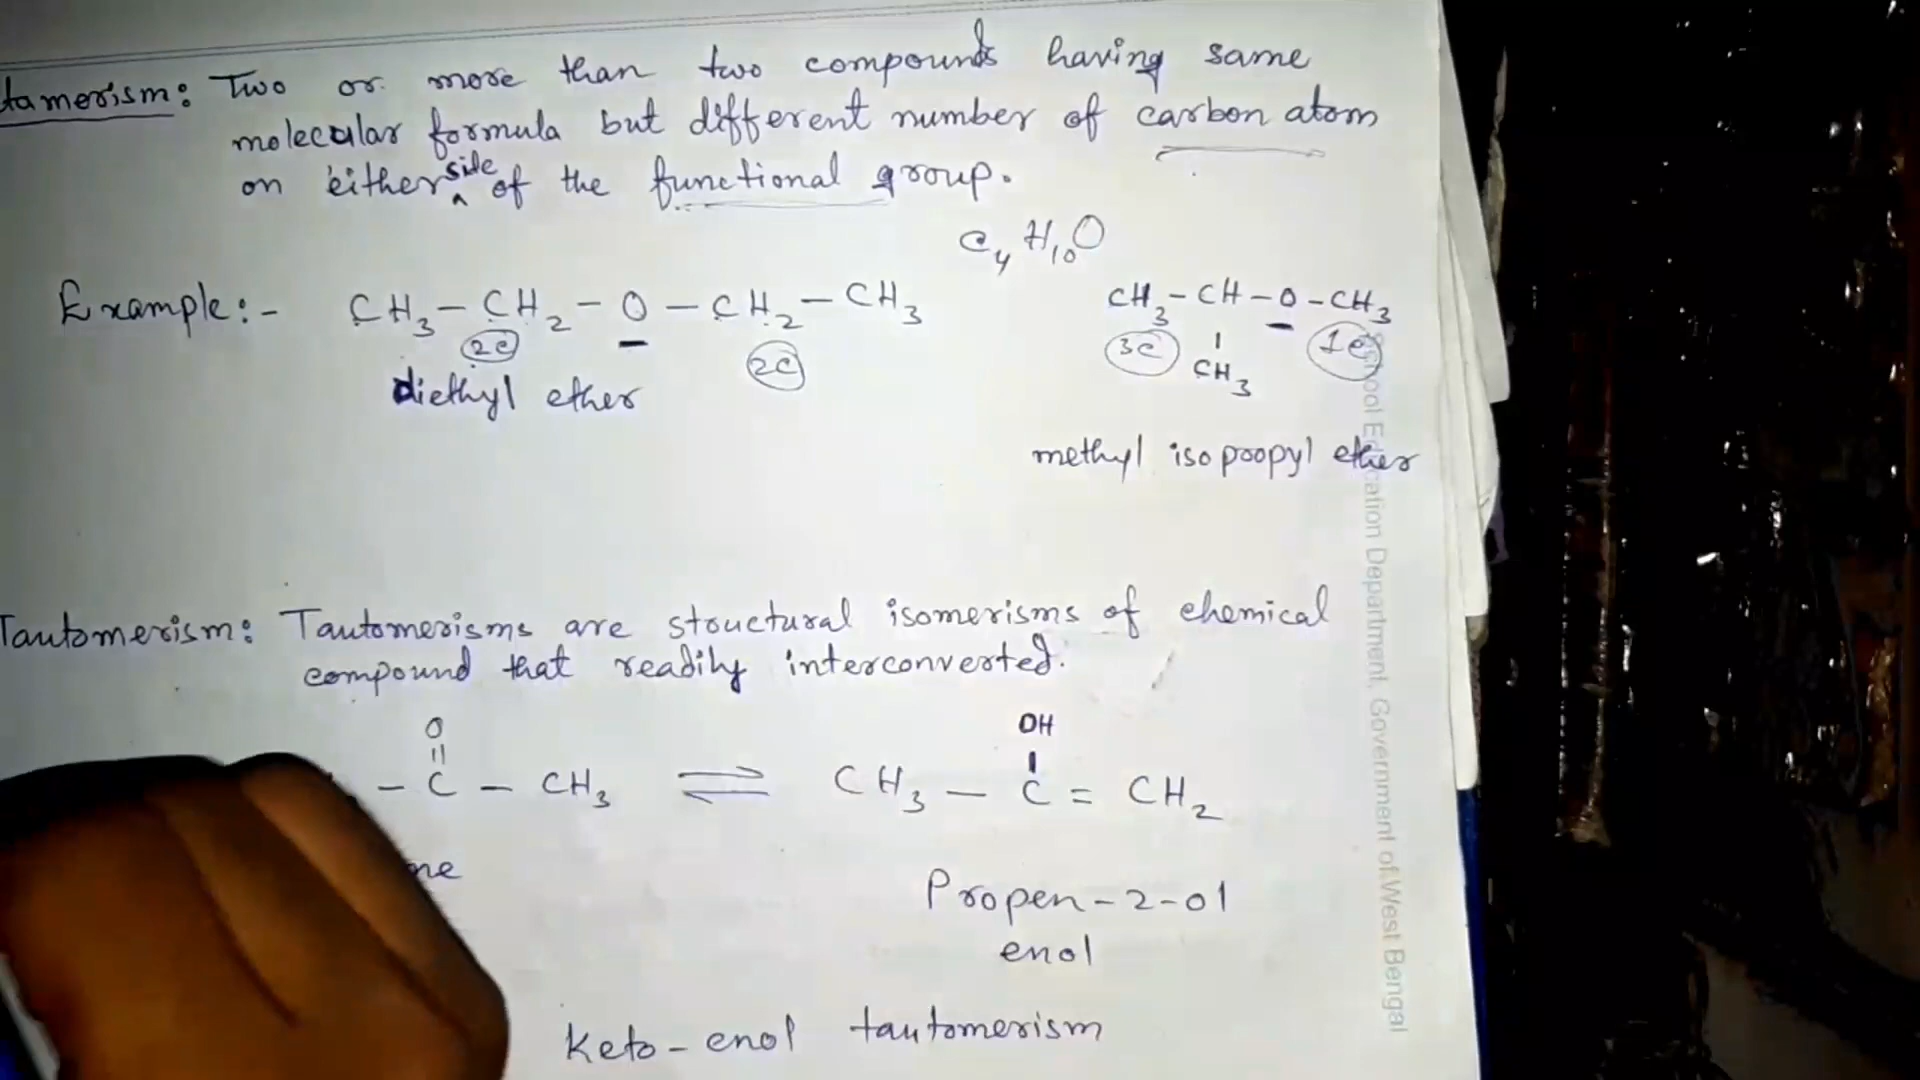 tamerism: Two or more than two compounds having same
molecular formula but different number of carbon atom
on either side of the functional group.
C₄H₁₀O
Example:- CH₃-CH₂-O-CH₂-CH₃ CH₃-CH-O-CH₃
2C 2C 3C 1C
CH₃
diethyl ether
methyl isopropyl ether
Tautomerism: Tautomerisms are structural isomerisms of chemical
compound that readily interconverted.
O OH
- C - CH₃ ⇌ CH₃ - C = CH₂
ne Propen-2-ol
enol
Keto-enol tautomerism
School Education Department, Government of West Bengal